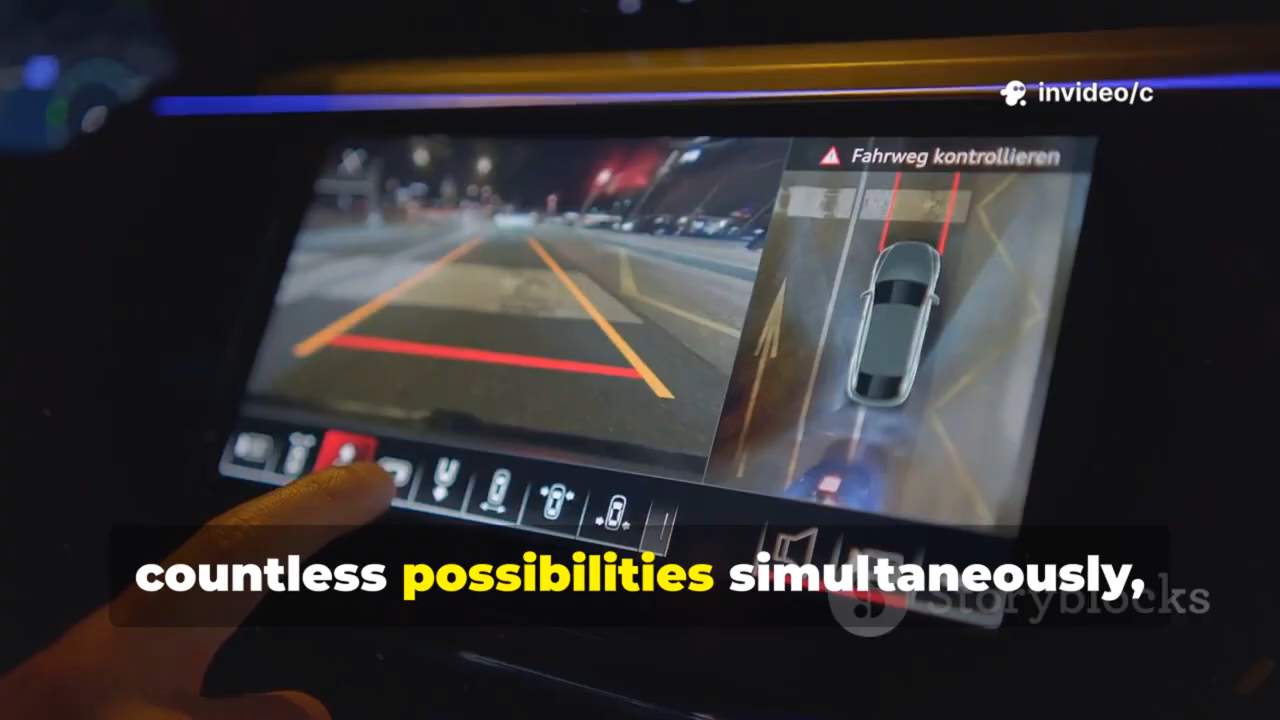 invideo/c
Fahrweg kontrollieren
countless possibilities simultaneously,
Storyblocks